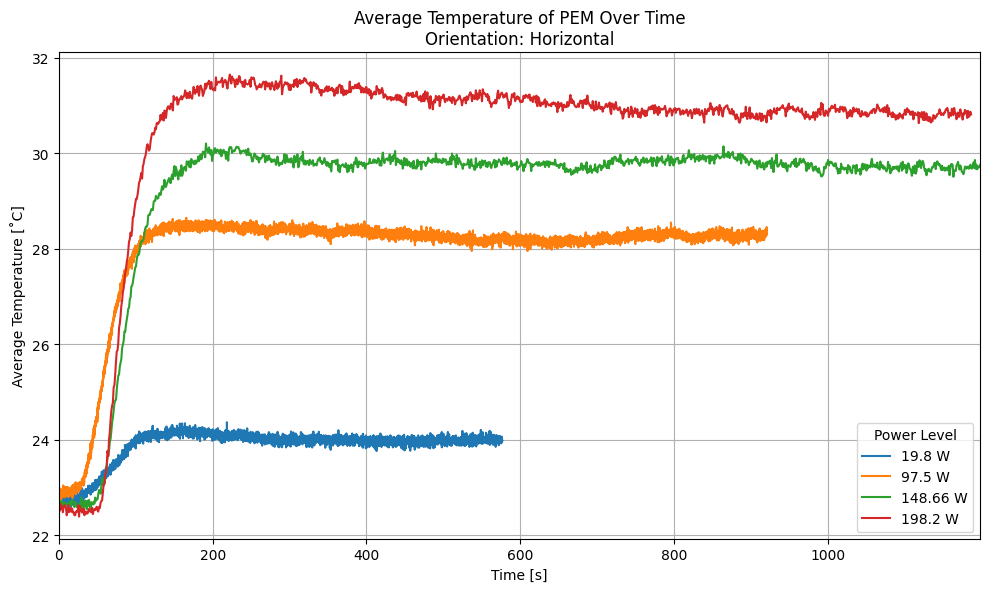 Average Temperature of PEM Over Time
Orientation: Horizontal
Average Temperature [˚C]
32
30
28
26
24
22
0
200
400
600
800
1000
Time [s]
Power Level
19.8 W
97.5 W
148.66 W
198.2 W